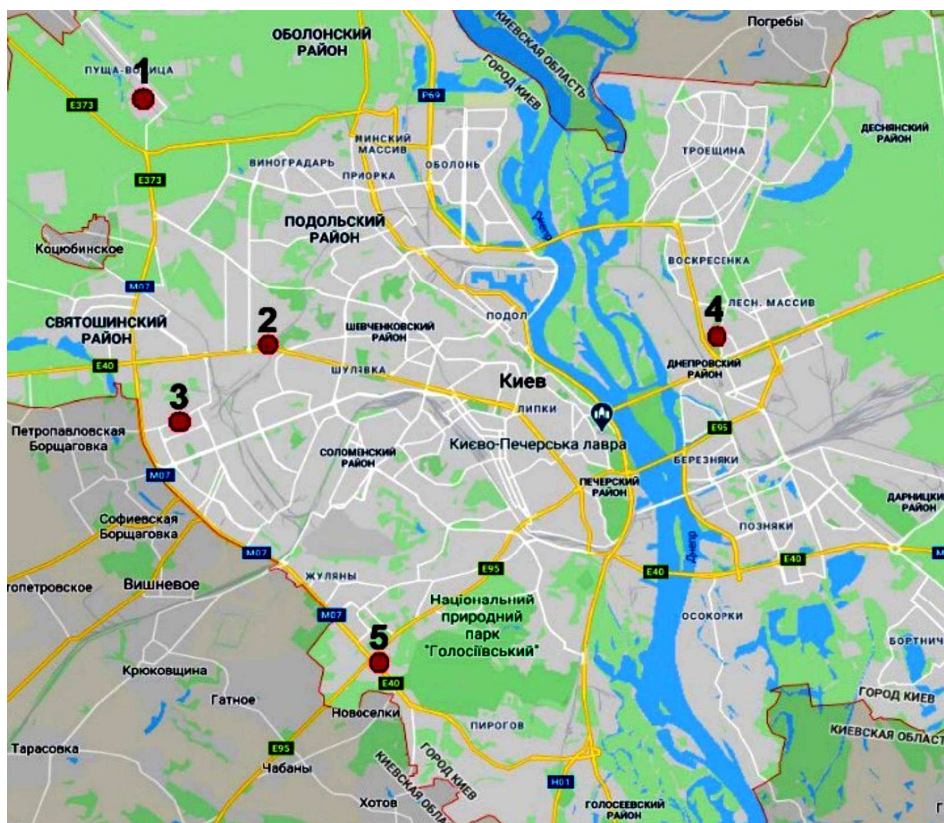 Погребы
ОБОЛОНСКИЙ
РАЙОН
КИЕВСКАЯ ОБЛАСТЬ
ГОРОД КИЕВ
1
ПУЩА-ВОДИЦА
E373
P69
ДЕСНЯНСКИЙ
РАЙОН
МИНСКИЙ
МАССИВ
ТРОЕЩИНА
ВИНОГРАДАРЬ
ОБОЛОНЬ
ПРИОРКА
E373
ПОДОЛЬСКИЙ
РАЙОН
Днепр
Коцюбинское
ВОСКРЕСЕНКА
M07
ЛЕСН. МАССИВ
4
СВЯТОШИНСКИЙ
РАЙОН
2
ПОДОЛ
ШЕВЧЕНКОВСКИЙ
РАЙОН
E40
ШУЛЯВКА
ДНЕПРОВСКИЙ
РАЙОН
Киев
3
ЛИПКИ
Петропавловская
Борщаговка
E95
Києво-Печерська лавра
СОЛОМЕНСКИЙ
РАЙОН
БЕРЕЗНЯКИ
M07
ПЕЧЕРСКИЙ
РАЙОН
ДАРНИЦКИ
РАЙОН
Софиевская
Борщаговка
ПОЗНЯКИ
M07
Днепр
E40
M
E95
E40
ЖУЛЯНЫ
Вишневое
топетровское
Національний
природний
парк
"Голосіївський"
M07
ОСОКОРКИ
5
БОРТНИЧ
Крюковщина
E40
Гатное
Новоселки
ПИРОГОВ
ГОРОД КИЕВ
КИЕВСКАЯ ОБЛАСТ
Тарасовка
E95
ГОРОД КИЕВ
КИЕВСКАЯ ОБЛА
Чабаны
H01
Хотов
ГОЛОСЕЕВСКИЙ
РАЙОН